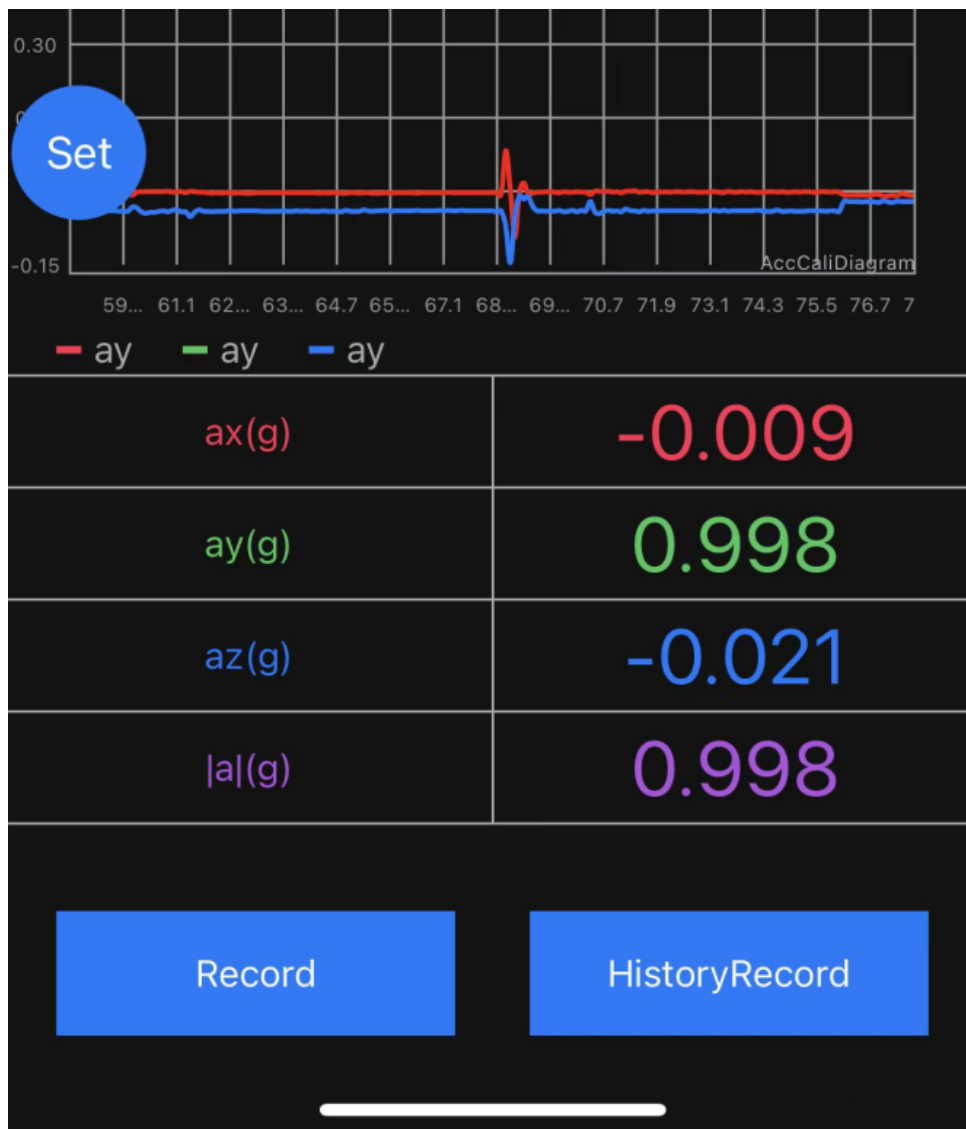 0.30
Set
-0.15
AccCaliDiagram
59... 61.1 62... 63... 64.7 65... 67.1 68... 69... 70.7 71.9 73.1 74.3 75.5 76.7 7
ay ay ay
ax(g) -0.009
ay(g) 0.998
az(g) -0.021
|a|(g) 0.998
Record HistoryRecord